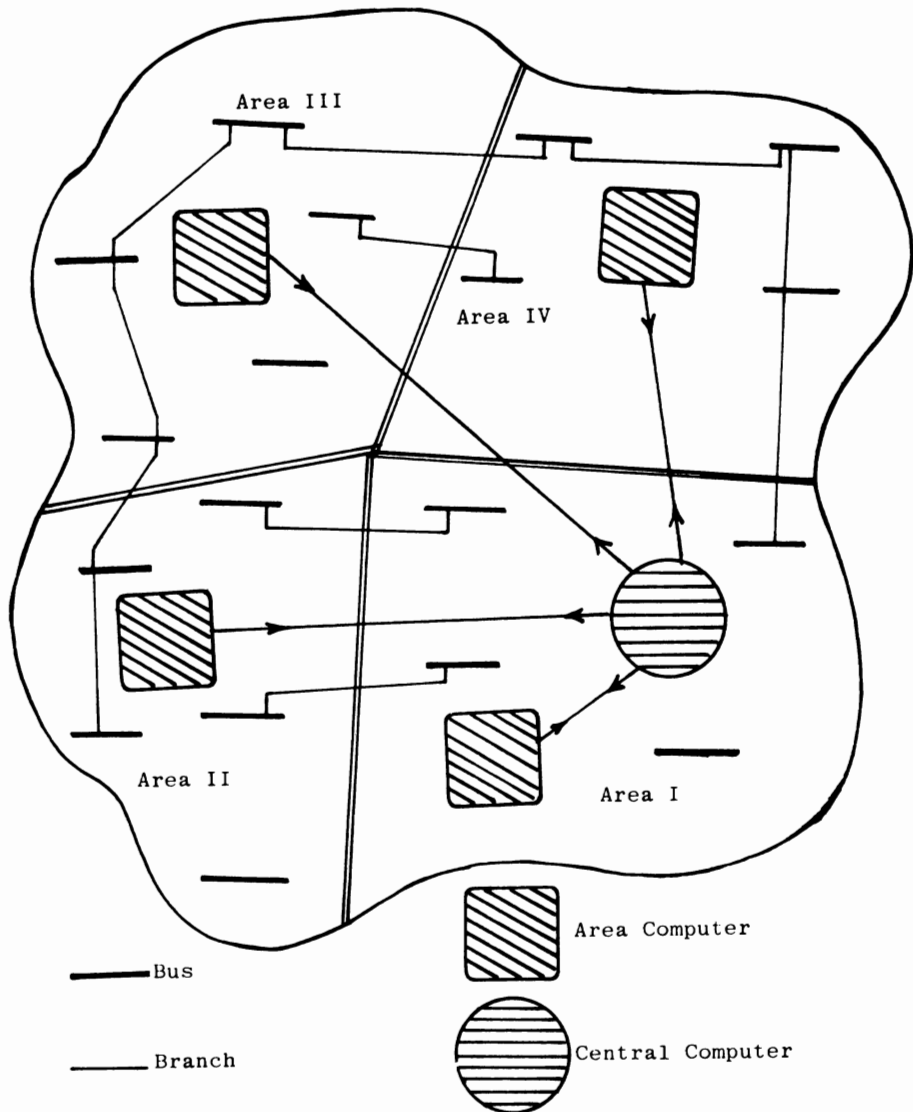 Area III
Area IV
Area II
Area I
Area Computer
Bus
Branch
Central Computer